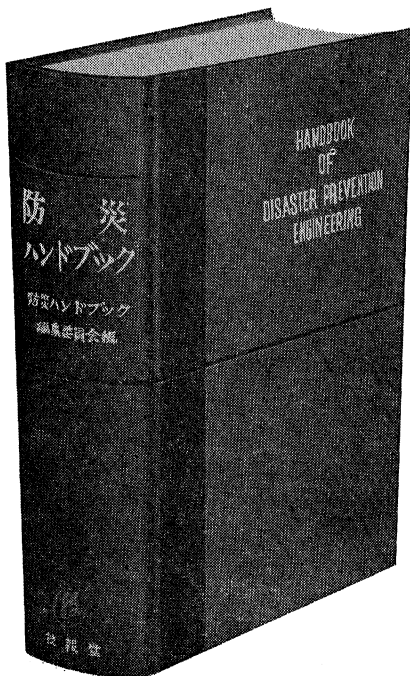 防災
ハンドブック
防災ハンドブック
編集委員会編
技報堂
HANDBOOK
OF
DISASTER PREVENTION
ENGINEERING